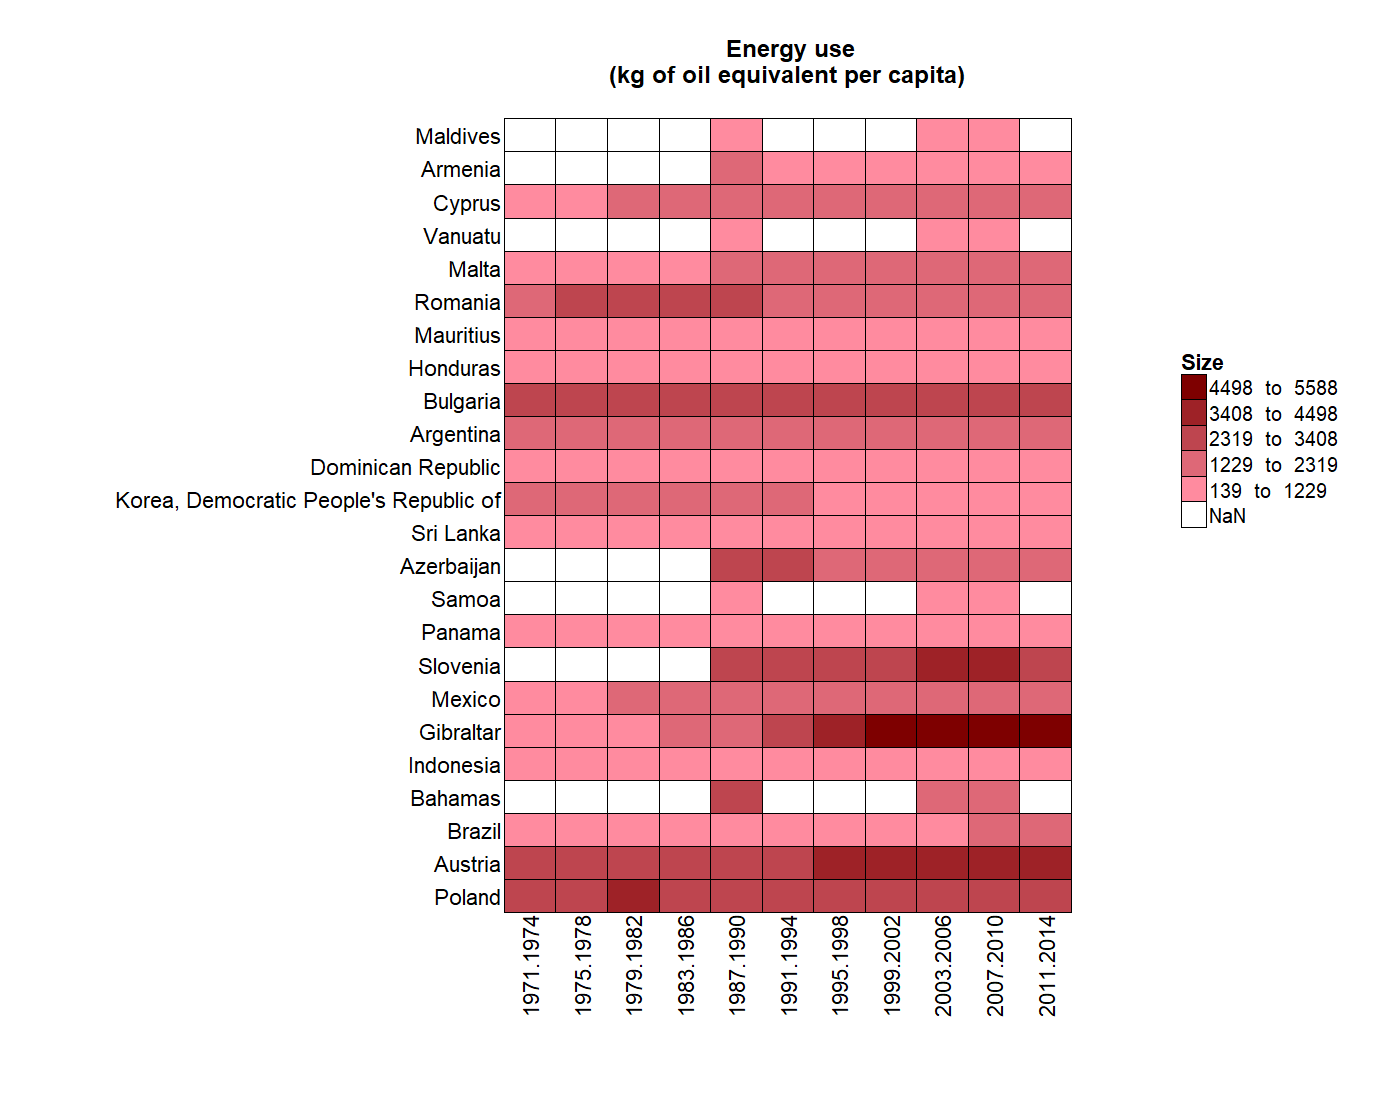 Energy use
(kg of oil equivalent per capita)
Maldives
Armenia
Cyprus
Vanuatu
Malta
Romania
Mauritius
Honduras
Bulgaria
Argentina
Dominican Republic
Korea, Democratic People's Republic of
Sri Lanka
Azerbaijan
Samoa
Panama
Slovenia
Mexico
Gibraltar
Indonesia
Bahamas
Brazil
Austria
Poland
1971.1974
1975.1978
1979.1982
1983.1986
1987.1990
1991.1994
1995.1998
1999.2002
2003.2006
2007.2010
2011.2014
Size
4498 to 5588
3408 to 4498
2319 to 3408
1229 to 2319
139 to 1229
NaN